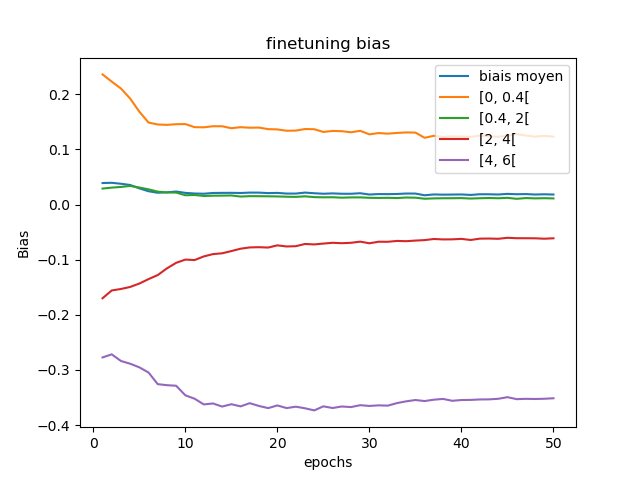 finetuning bias
biais moyen
[0, 0.4[
[0.4, 2[
[2, 4[
[4, 6[
Bias
0.2
0.1
0.0
−0.1
−0.2
−0.3
−0.4
0 10 20 30 40 50
epochs